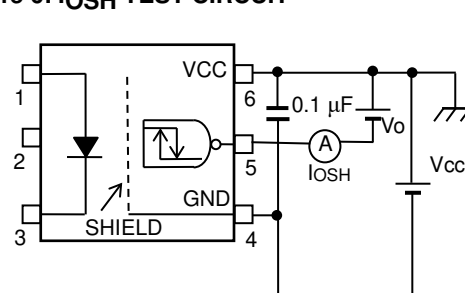 IOSH TEST CIRCUIT
VCC
1
6
0.1 μF
Vo
A
2
5
IOSH
Vcc
GND
3
SHIELD
4